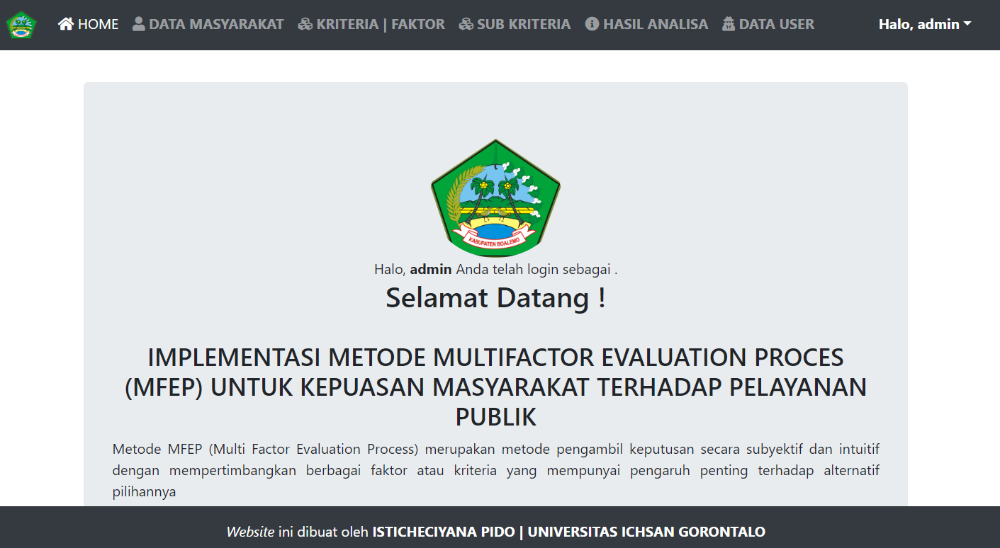 HOME DATA MASYARAKAT KRITERIA | FAKTOR SUB KRITERIA HASIL ANALISA DATA USER Halo, admin
KABUPATEN BOALEMO
Halo, admin Anda telah login sebagai .
Selamat Datang !
IMPLEMENTASI METODE MULTIFACTOR EVALUATION PROCES
(MFEP) UNTUK KEPUASAN MASYARAKAT TERHADAP PELAYANAN
PUBLIK
Metode MFEP (Multi Factor Evaluation Process) merupakan metode pengambil keputusan secara subyektif dan intuitif
dengan mempertimbangkan berbagai faktor atau kriteria yang mempunyai pengaruh penting terhadap alternatif
pilihannya
Website ini dibuat oleh ISTICHECIYANA PIDO | UNIVERSITAS ICHSAN GORONTALO